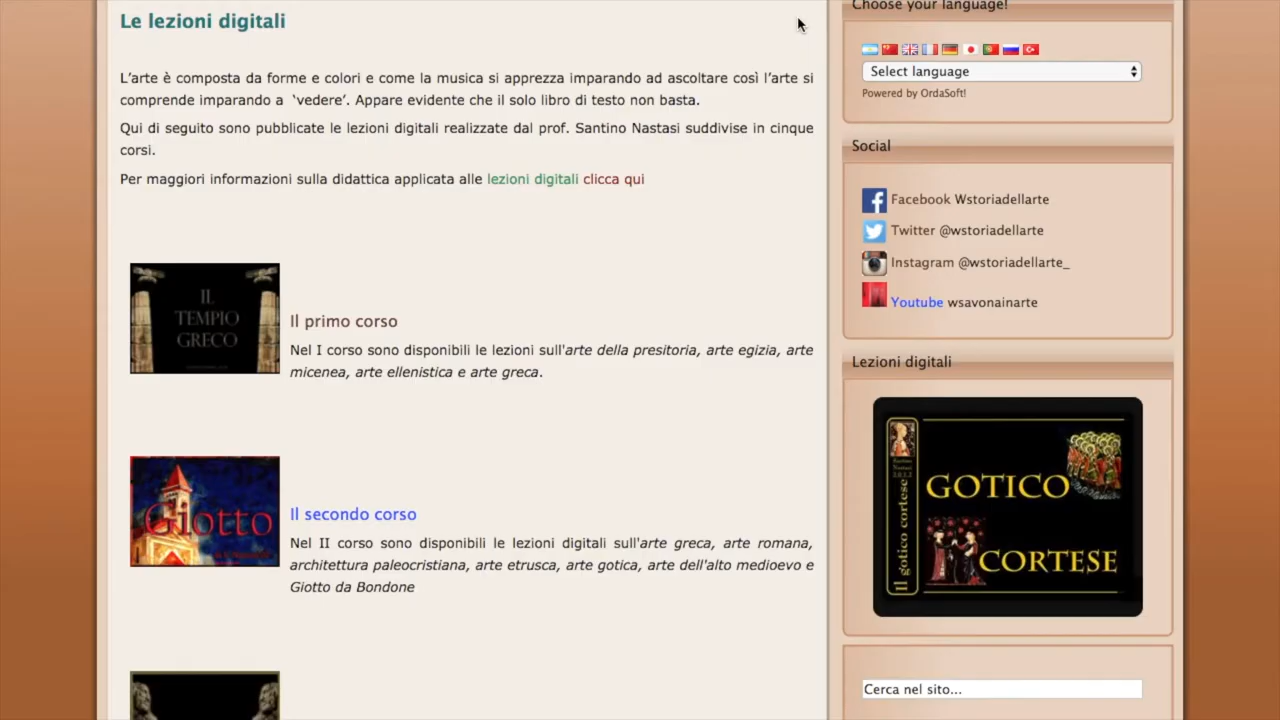 Le lezioni digitali
L'arte è composta da forme e colori e come la musica si apprezza imparando ad ascoltare così l'arte si
comprende imparando a 'vedere'. Appare evidente che il solo libro di testo non basta.
Qui di seguito sono pubblicate le lezioni digitali realizzate dal prof. Santino Nastasi suddivise in cinque
corsi.
Per maggiori informazioni sulla didattica applicata alle lezioni digitali clicca qui
IL
TEMPIO
GRECO
Il primo corso
Nel I corso sono disponibili le lezioni sull'arte della presitoria, arte egizia, arte
micenea, arte ellenistica e arte greca.
Giotto
Il secondo corso
Nel II corso sono disponibili le lezioni digitali sull'arte greca, arte romana,
architettura paleocristiana, arte etrusca, arte gotica, arte dell'alto medioevo e
Giotto da Bondone
Choose your language!
Select language
Powered by OrdaSoft!
Social
Facebook Wstoriadellarte
Twitter @wstoriadellarte
Instagram @wstoriadellarte_
Youtube wsavonainarte
Lezioni digitali
Santino
Nastasi
Il gotico cortese
GOTICO
CORTESE
Cerca nel sito...